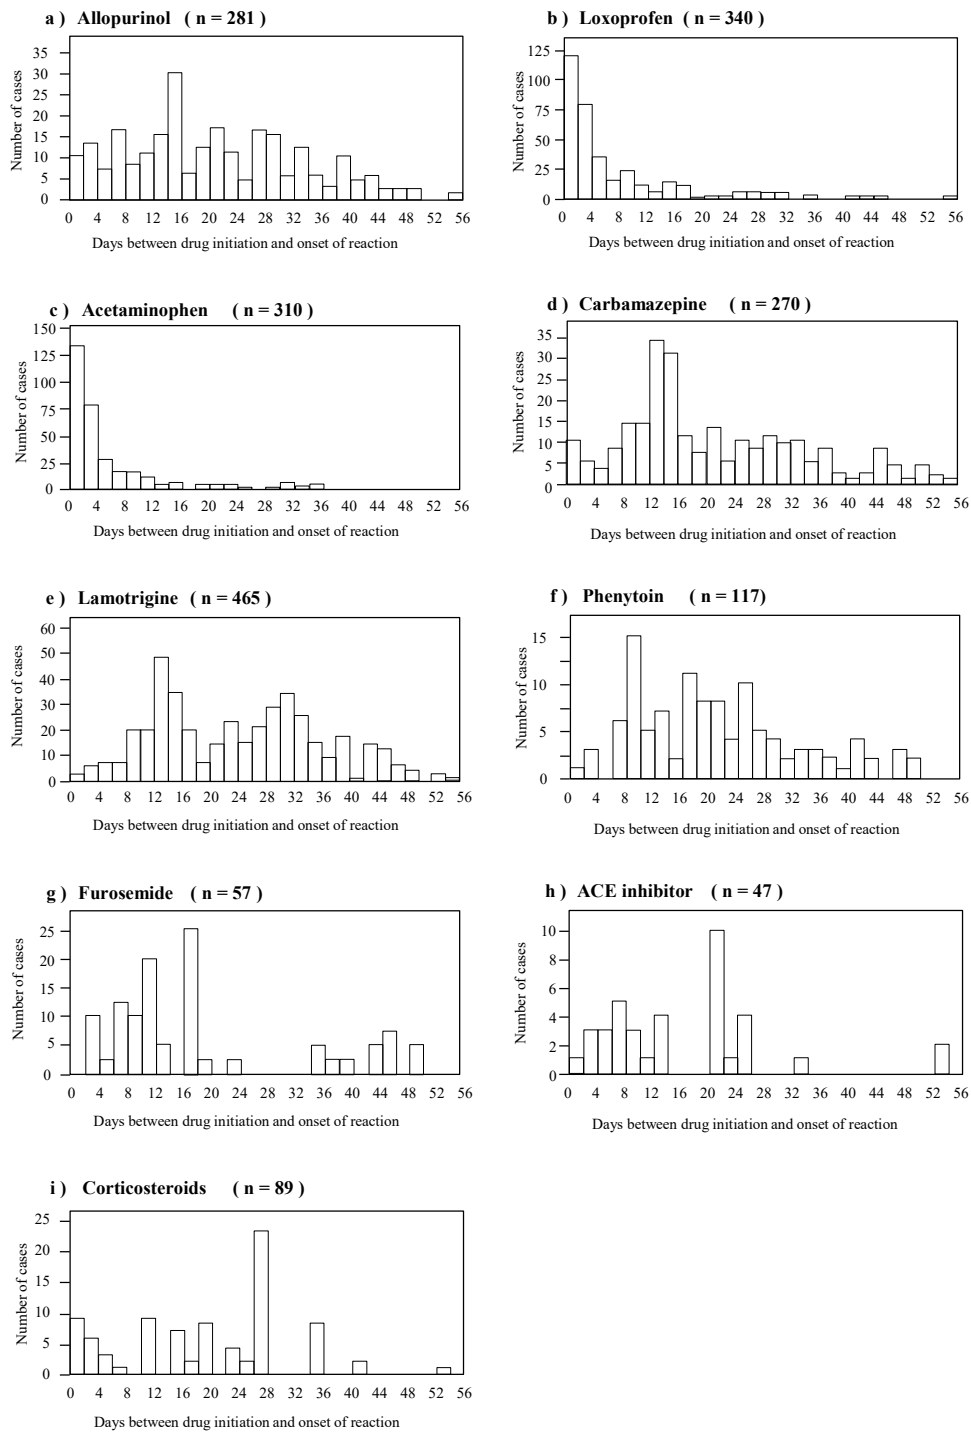 a ) Allopurinol ( n = 281)
Number of cases
35
30
25
20
15
10
5
0
0 4 8 12 16 20 24 28 32 36 40 44 48 52 56
Days between drug initiation and onset of reaction
b ) Loxoprofen ( n = 340)
Number of cases
125
100
75
50
25
0
0 4 8 12 16 20 24 28 32 36 40 44 48 56
Days between drug initiation and onset of reaction
c ) Acetaminophen ( n = 310 )
Number of cases
150
125
100
75
50
25
0
0 4 8 12 16 20 24 28 32 36 40 44 48 52 56
Days between drug initiation and onset of reaction
d ) Carbamazepine ( n = 270 )
Number of cases
35
30
25
20
15
10
5
0
0 4 8 12 16 20 24 28 32 36 40 44 48 52 56
Days between drug initiation and onset of reaction
e ) Lamotrigine ( n = 465 )
Number of cases
60
50
40
30
20
10
0
0 4 8 12 16 20 24 28 32 36 40 44 48 52 56
Days between drug initiation and onset of reaction
f ) Phenytoin ( n = 117)
Number of cases
15
10
5
0
0 4 8 12 16 20 24 28 32 36 40 44 48 52 56
Days between drug initiation and onset of reaction
g ) Furosemide ( n = 57 )
Number of cases
25
20
15
10
5
0
0 4 8 12 16 20 24 28 32 36 40 44 48 52 56
Days between drug initiation and onset of reaction
h ) ACE inhibitor ( n = 47 )
Number of cases
10
8
6
4
2
0
0 4 8 12 16 20 24 28 32 36 40 44 48 52 56
Days between drug initiation and onset of reaction
i ) Corticosteroids ( n = 89 )
Number of cases
25
20
15
10
5
0
0 4 8 12 16 20 24 28 32 36 40 44 48 52 56
Days between drug initiation and onset of reaction